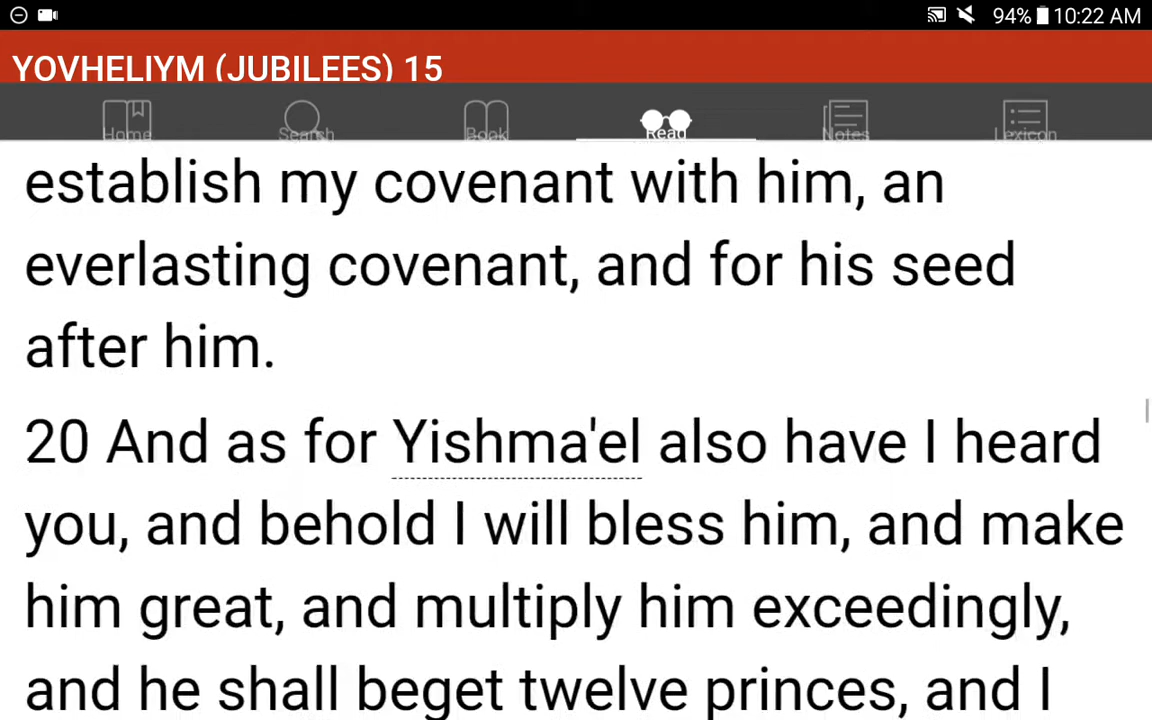 94% 10:22 AM
YOVHELIYM (JUBILEES) 15
Home Search Book Read Notes Lexicon
establish my covenant with him, an
everlasting covenant, and for his seed
after him.
20 And as for Yishma'el also have I heard
you, and behold I will bless him, and make
him great, and multiply him exceedingly,
and he shall beget twelve princes, and I